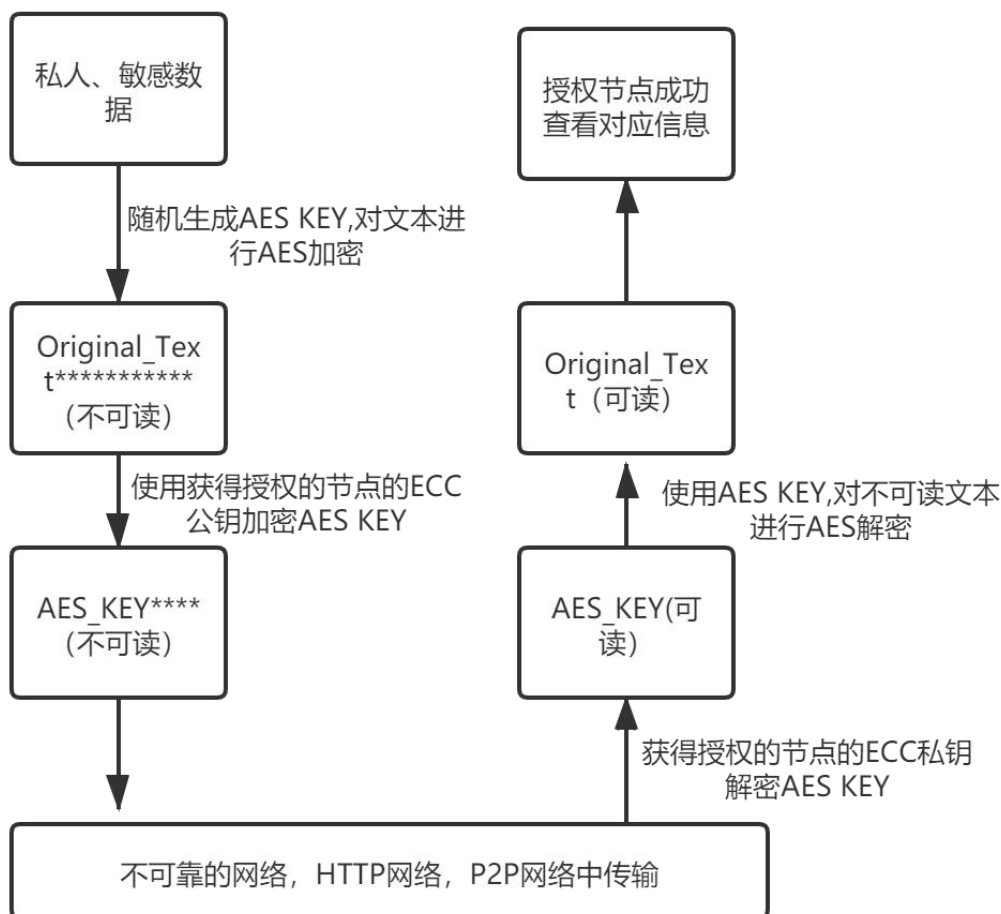 私人、敏感数
据
随机生成AES KEY,对文本进
行AES加密
Original_Tex
t***********
（不可读）
使用获得授权的节点的ECC
公钥加密AES KEY
AES_KEY****
（不可读）
不可靠的网络，HTTP网络，P2P网络中传输
获得授权的节点的ECC私钥
解密AES KEY
AES_KEY(可
读）
使用AES KEY,对不可读文本
进行AES解密
Original_Tex
t（可读）
授权节点成功
查看对应信息